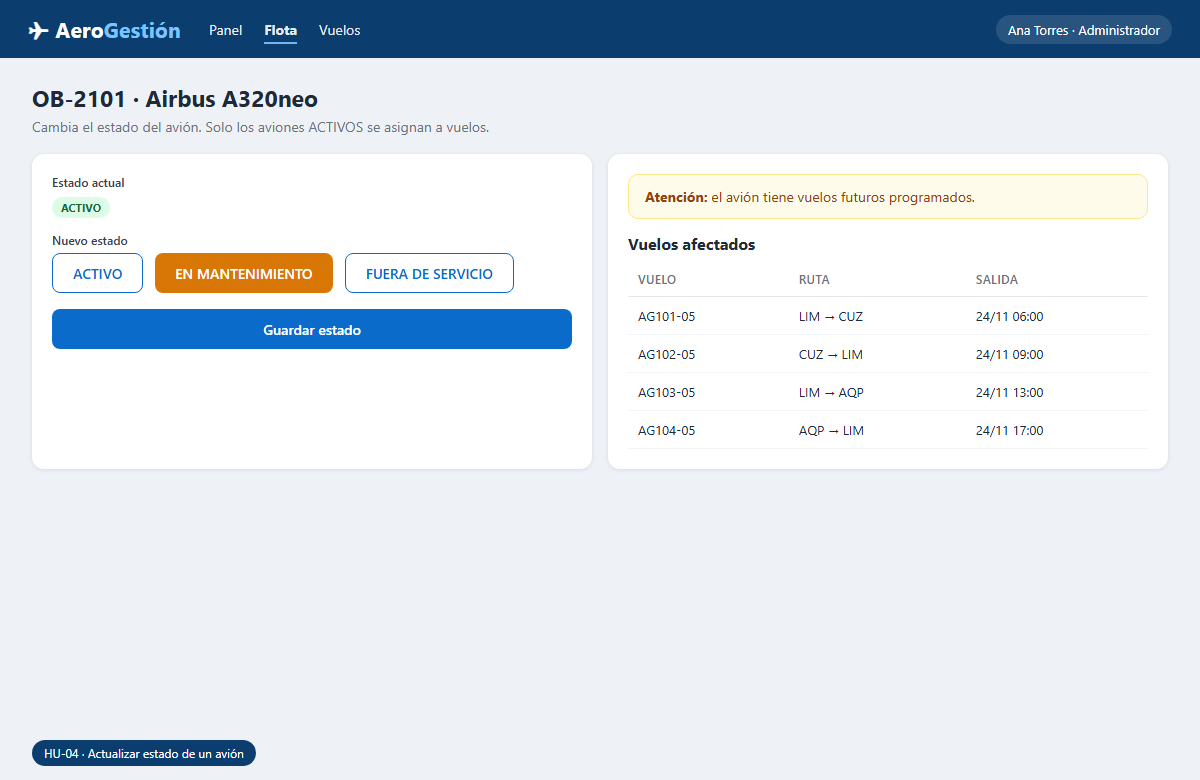 AeroGestión Panel Flota Vuelos Ana Torres · Administrador
OB-2101 · Airbus A320neo
Cambia el estado del avión. Solo los aviones ACTIVOS se asignan a vuelos.
Estado actual
ACTIVO
Nuevo estado
ACTIVO EN MANTENIMIENTO FUERA DE SERVICIO
Guardar estado
Atención: el avión tiene vuelos futuros programados.
Vuelos afectados
VUELO RUTA SALIDA
AG101-05 LIM → CUZ 24/11 06:00
AG102-05 CUZ → LIM 24/11 09:00
AG103-05 LIM → AQP 24/11 13:00
AG104-05 AQP → LIM 24/11 17:00
HU-04 · Actualizar estado de un avión